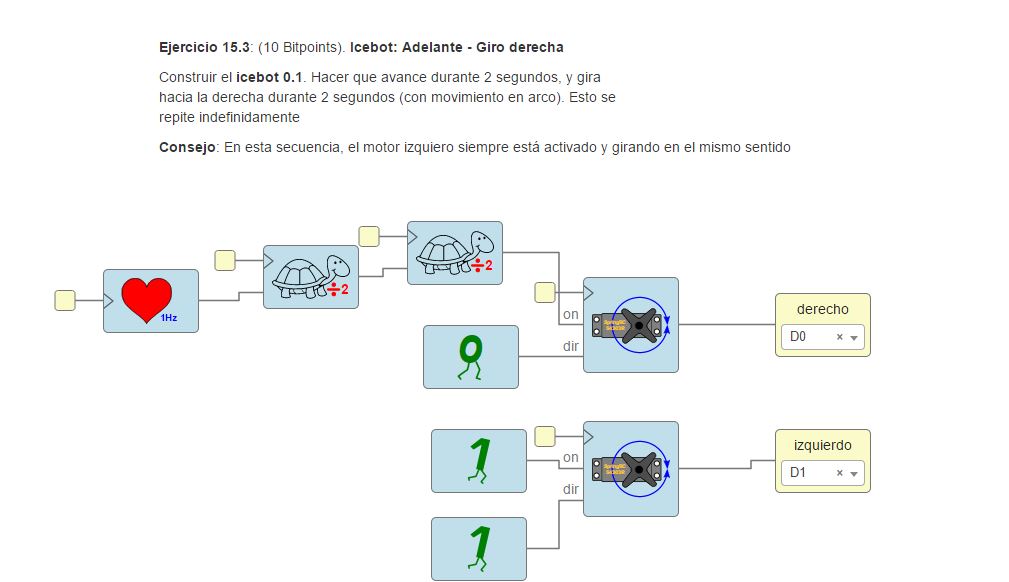 Ejercicio 15.3: (10 Bitpoints). Icebot: Adelante - Giro derecha
Construir el icebot 0.1. Hacer que avance durante 2 segundos, y gira
hacia la derecha durante 2 segundos (con movimiento en arco). Esto se
repite indefinidamente
Consejo: En esta secuencia, el motor izquiero siempre está activado y girando en el mismo sentido
÷2
÷2
1Hz
on
dir
0
derecho
D0 ×
1
on
dir
izquierdo
D1 ×
1